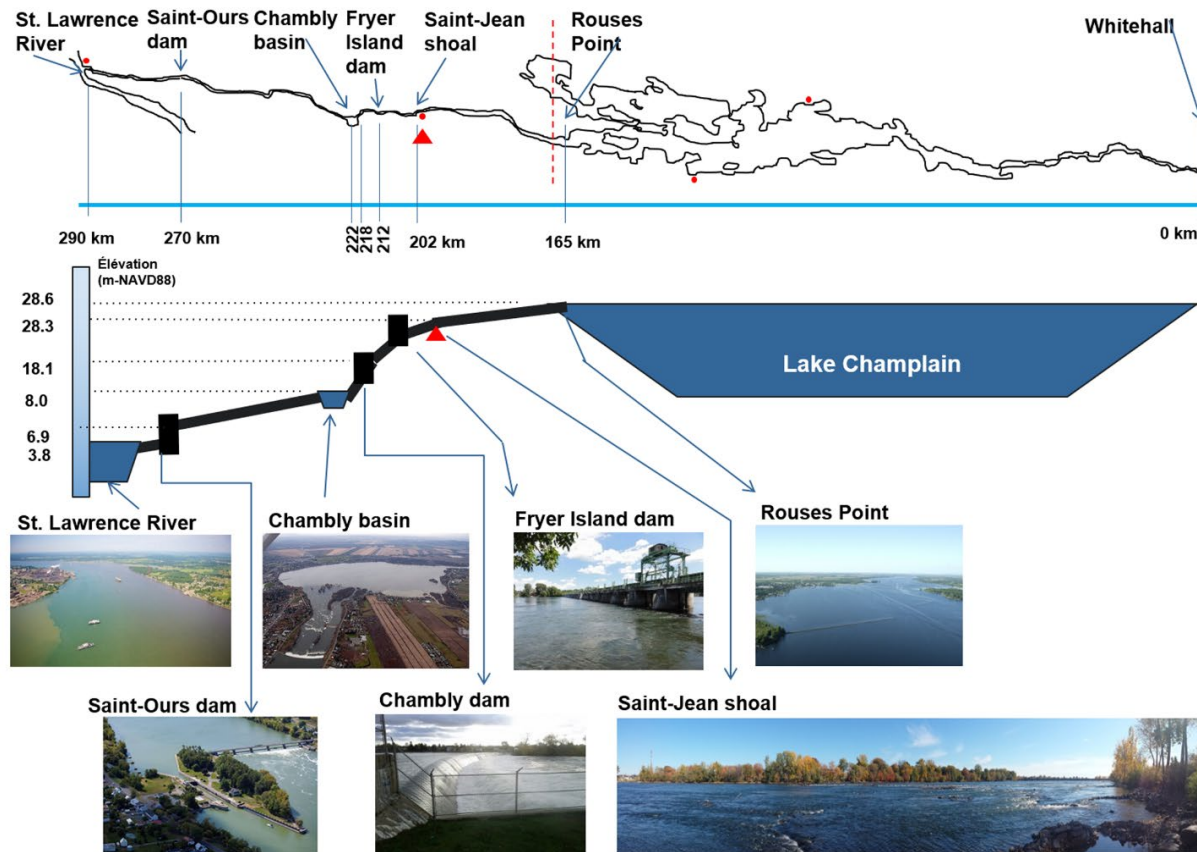 St. Lawrence
River
Saint-Ours
dam
Chambly
basin
Fryer
Island
dam
Saint-Jean
shoal
Rouses
Point
Whitehall
290 km
270 km
222
218
212
202 km
165 km
0 km
Élévation
(m-NAVD88)
28.6
28.3
18.1
8.0
6.9
3.8
Lake Champlain
St. Lawrence River
Chambly basin
Fryer Island dam
Rouses Point
Saint-Ours dam
Chambly dam
Saint-Jean shoal